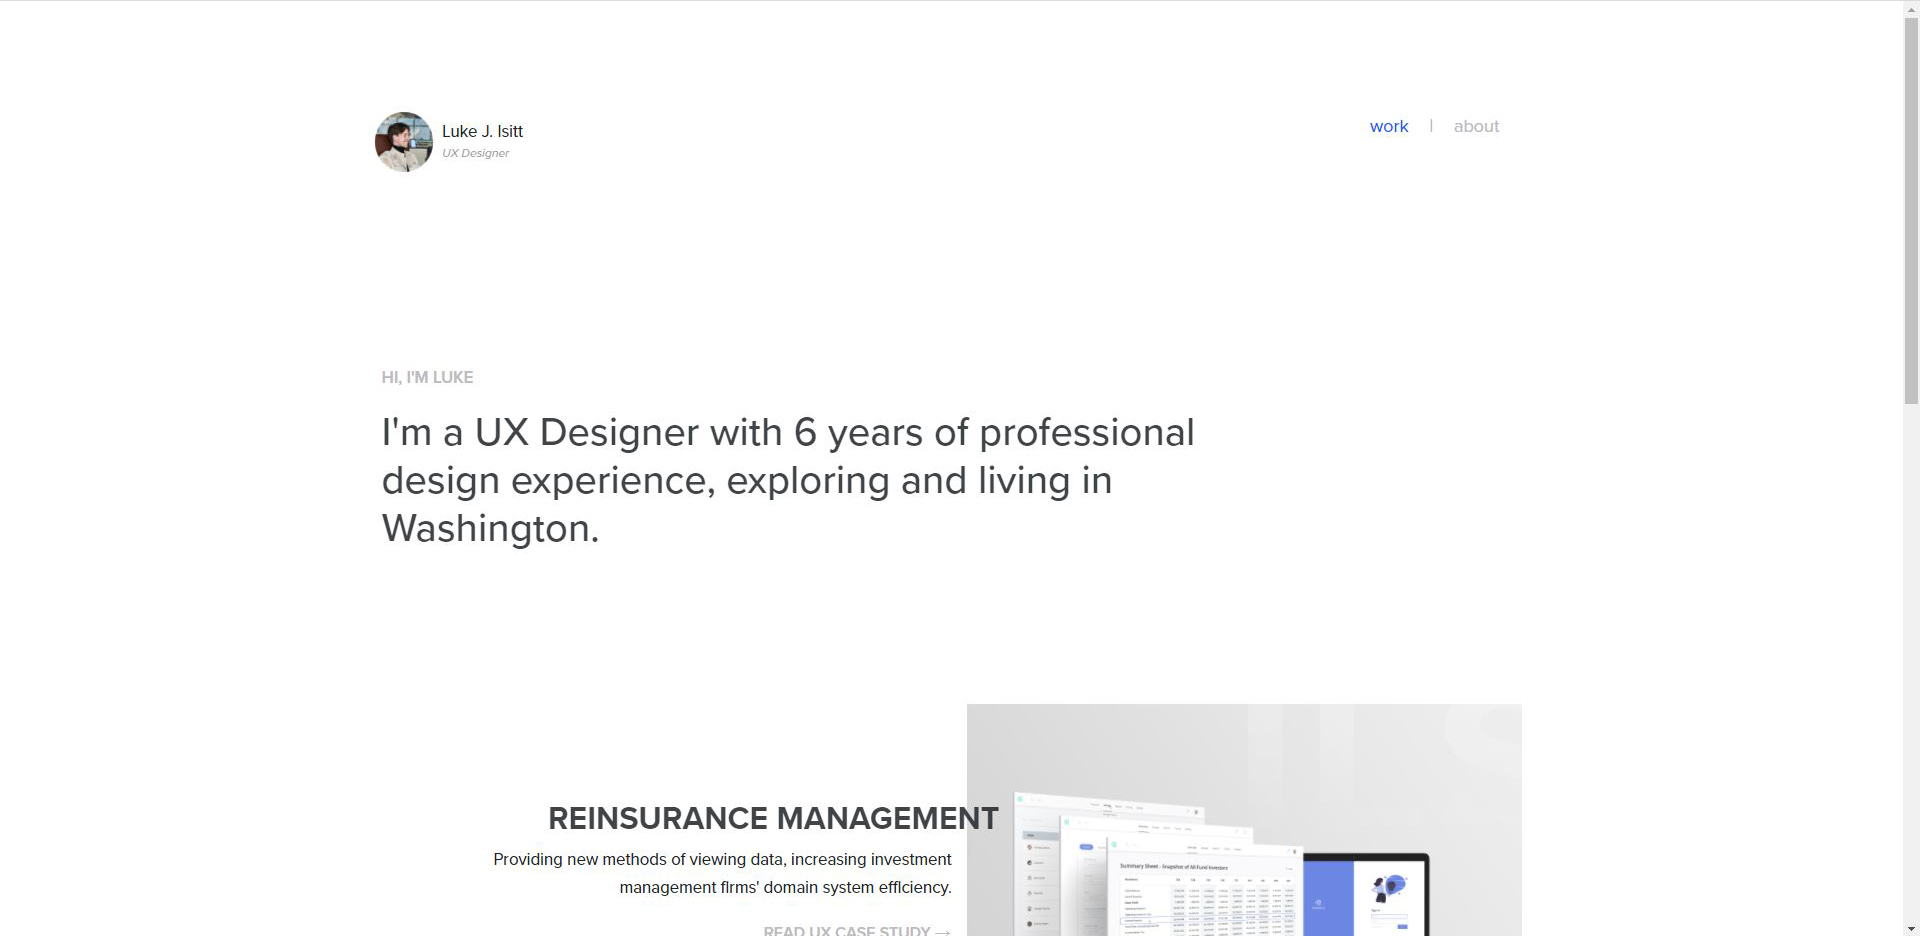 Luke J. Isitt
UX Designer
work | about
HI, I'M LUKE
I'm a UX Designer with 6 years of professional
design experience, exploring and living in
Washington.
REINSURANCE MANAGEMENT
Providing new methods of viewing data, increasing investment
management firms' domain system efficiency.
READ UX CASE STUDY →
Summary Sheet - Snapshot of All Fund Investors